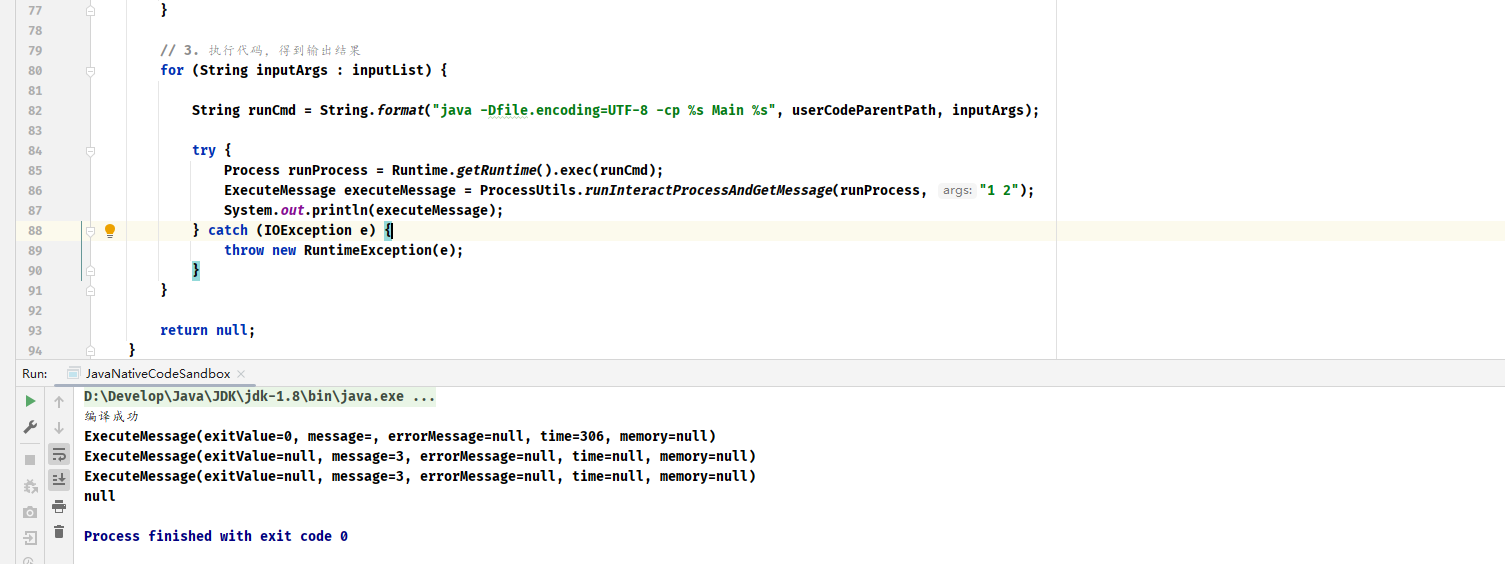 77 }
78
79 // 3. 执行代码，得到输出结果
80 for (String inputArgs : inputList) {
81
82 String runCmd = String.format("java -Dfile.encoding=UTF-8 -cp %s Main %s", userCodeParentPath, inputArgs);
83
84 try {
85 Process runProcess = Runtime.getRuntime().exec(runCmd);
86 ExecuteMessage executeMessage = ProcessUtils.runInteractProcessAndGetMessage(runProcess, args: "1 2");
87 System.out.println(executeMessage);
88 } catch (IOException e) {
89 throw new RuntimeException(e);
90 }
91 }
92
93 return null;
94 }
Run: JavaNativeCodeSandbox ×
D:\Develop\Java\JDK\jdk-1.8\bin\java.exe ...
编译成功
ExecuteMessage(exitValue=0, message=, errorMessage=null, time=306, memory=null)
ExecuteMessage(exitValue=null, message=3, errorMessage=null, time=null, memory=null)
ExecuteMessage(exitValue=null, message=3, errorMessage=null, time=null, memory=null)
null
Process finished with exit code 0